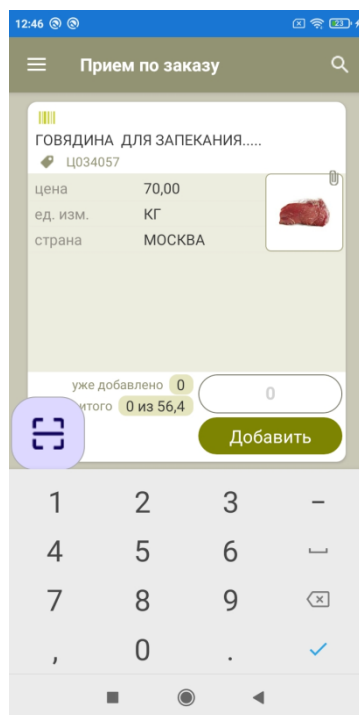 12:46
23
Прием по заказу
ГОВЯДИНА ДЛЯ ЗАПЕКАНИЯ.....
Ц034057
цена 70,00
ед. изм. КГ
страна МОСКВА
уже добавлено 0
итого 0 из 56,4
0
Добавить
1 2 3 -
4 5 6
7 8 9
, 0 .